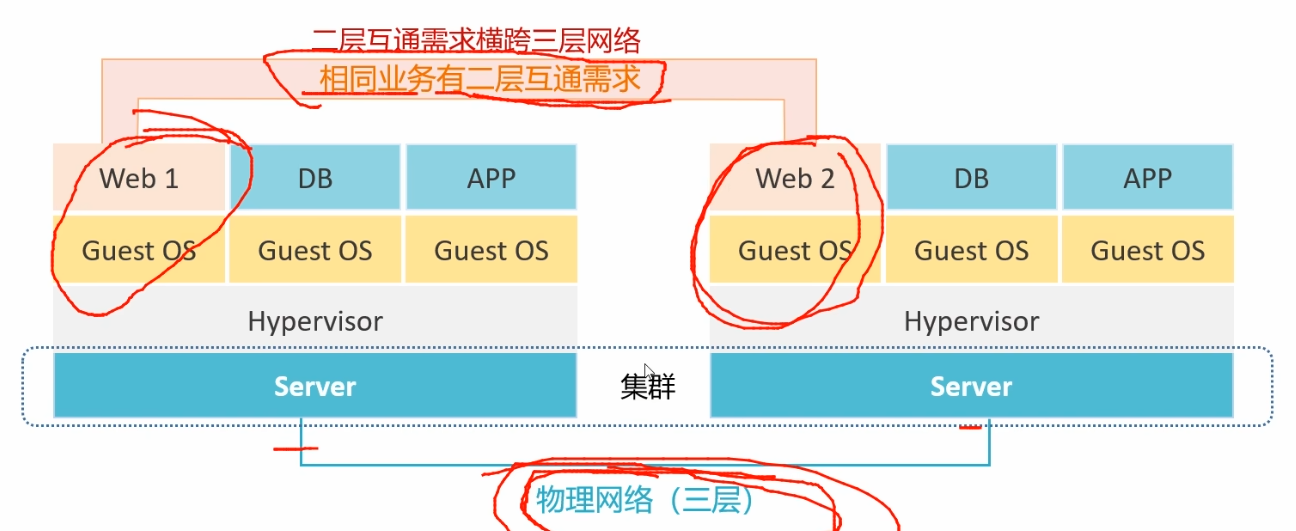 二层互通需求横跨三层网络
相同业务有二层互通需求
Web 1 DB APP Web 2 DB APP
Guest OS Guest OS Guest OS Guest OS Guest OS Guest OS
Hypervisor Hypervisor
Server 集群 Server
物理网络（三层）